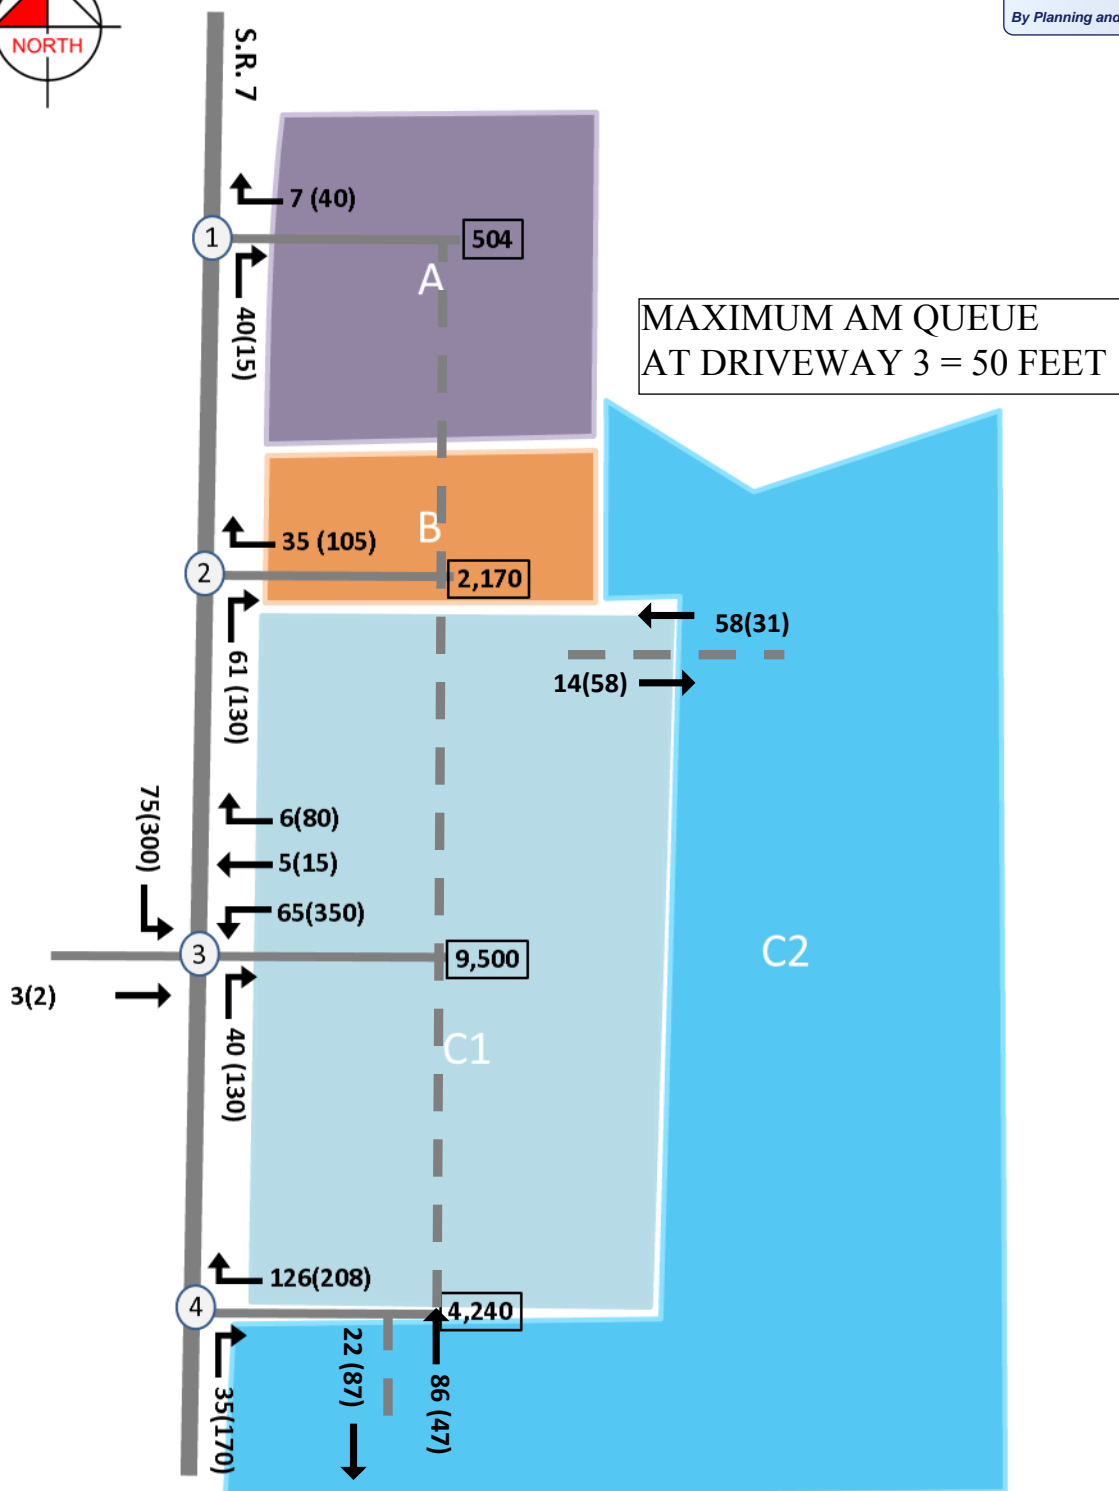 By Planning and
NORTH
S.R. 7
7 (40)
1
504
A
40(15)
MAXIMUM AM QUEUE
AT DRIVEWAY 3 = 50 FEET
B
35 (105)
2
2,170
58(31)
61 (130)
14(58)
75(300)
6(80)
5(15)
65(350)
3
9,500
C2
3(2)
40 (130)
C1
126(208)
4
4,240
22 (87)
86 (47)
35(170)